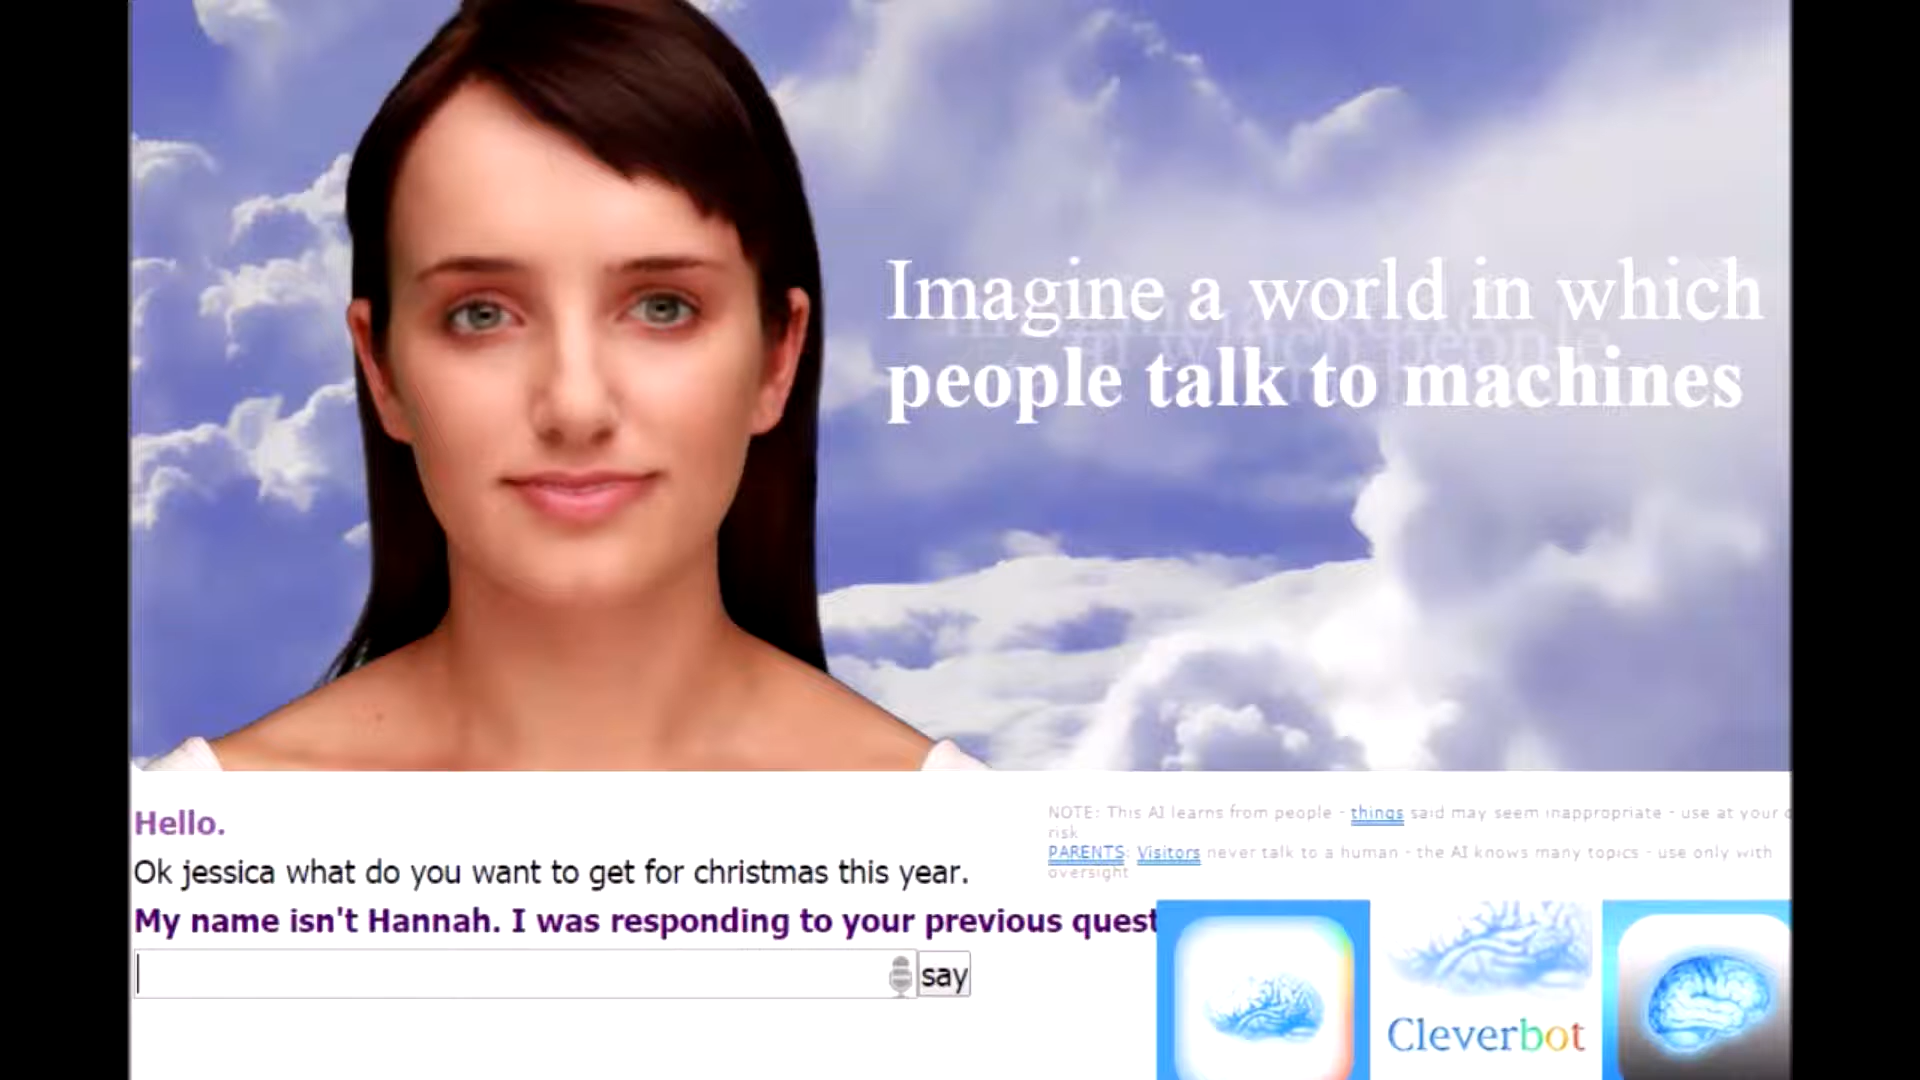 Imagine a world in which
people talk to machines
Hello.
Ok jessica what do you want to get for christmas this year.
My name isn't Hannah. I was responding to your previous quest
say
NOTE: This AI learns from people - things said may seem inappropriate - use at your
risk
PARENTS: Visitors never talk to a human - the AI knows many topics - use only with
oversight
Cleverbot